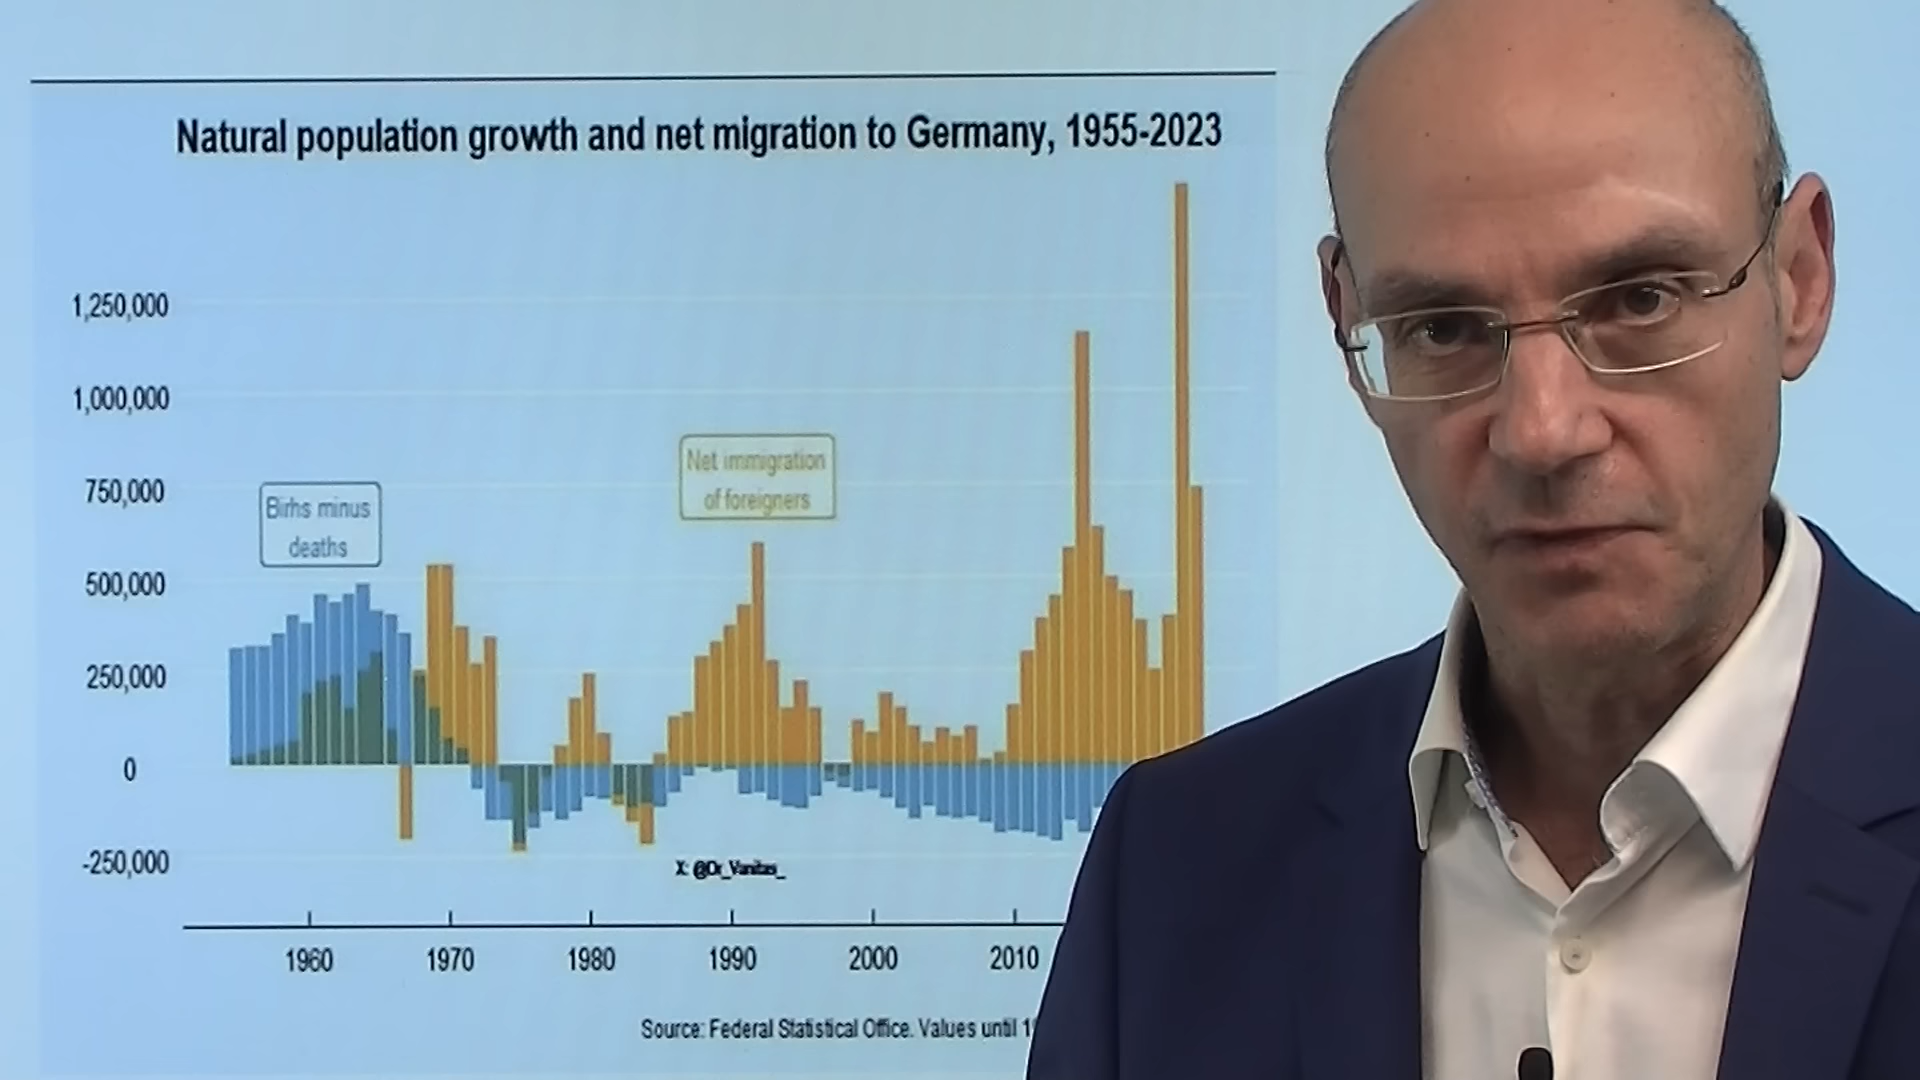 Natural population growth and net migration to Germany, 1955-2023
1,250,000
1,000,000
750,000
500,000
250,000
0
-250,000
Birhs minus
deaths
Net immigration
of foreigners
X: @Dr_Vanitas_
1960 1970 1980 1990 2000 2010
Source: Federal Statistical Office. Values until